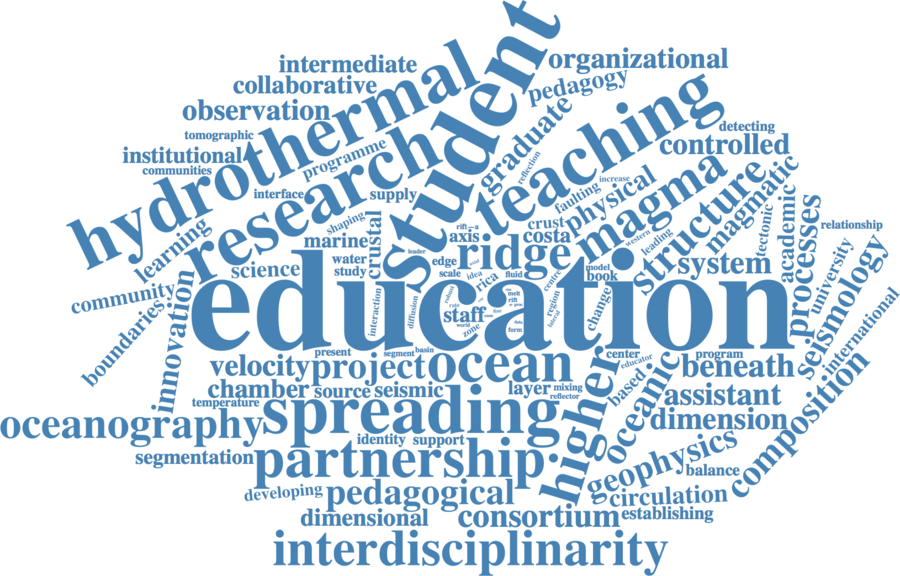 student
intermediate
organizational
collaborative
pedagogy
observation
hydrothermal
graduate
teaching
tomographic
detecting
institutional
programme
research
reflection
controlled
communities
interface
supply
faulting
increase
physical
magma
magmatic
learning
shaping
crustal
rift
axis
crust
costa
western
leading
structure
tectonic
academic
processes
relationship
marine
leader
ridge
science
water
study
edge
scale
idea
rica
fluid
centre
model
book
system
university
seismology
community
innovation
education
interaction
diffusion
melt
rift
region
change
international
boundaries
staff
world
zone
form
present
segment
basin
center
educator
program
velocity
project
ocean
higher
based
oceanic
beneath
chamber
source
seismic
layer
mixing
reflector
assistant
temperature
spreading
dimension
composition
oceanography
identity
support
segmentation
partnership
geophysics
balance
developing
pedagogical
circulation
dimensional
consortium
establishing
interdisciplinarity